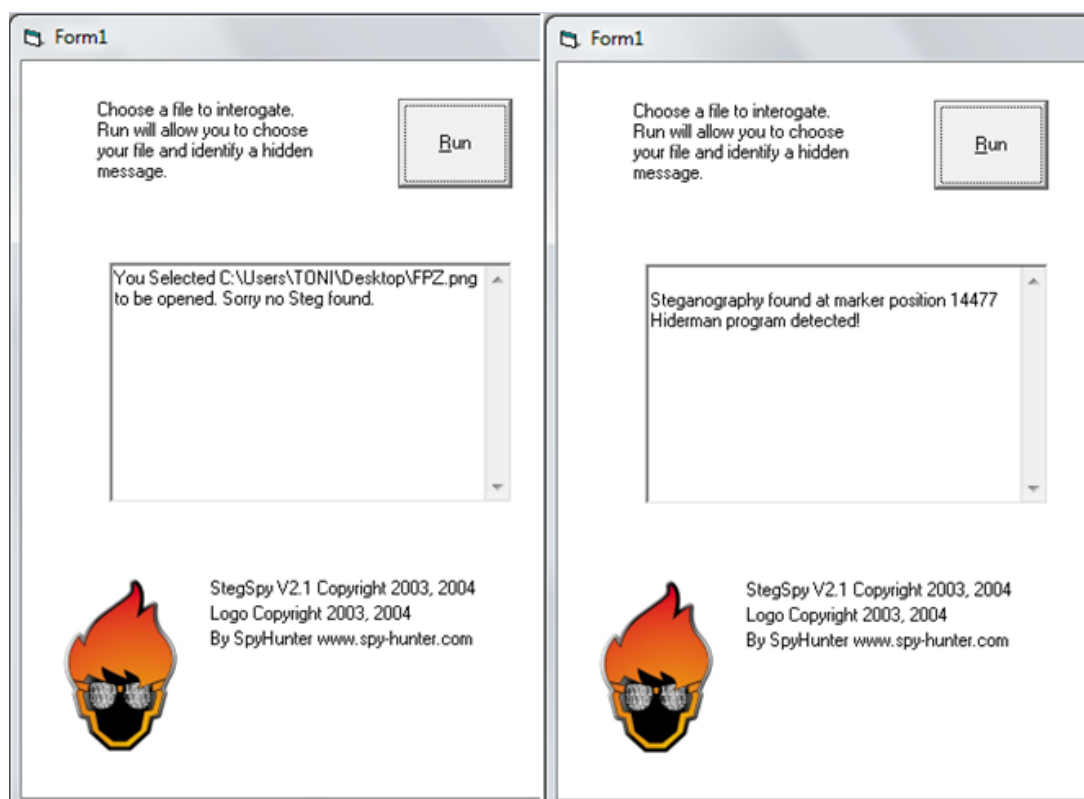 Form1
Choose a file to interogate.
Run will allow you to choose
your file and identify a hidden
message.
Run
You Selected C:\Users\TONI\Desktop\FPZ.png
to be opened. Sorry no Steg found.
StegSpy V2.1 Copyright 2003, 2004
Logo Copyright 2003, 2004
By SpyHunter www.spy-hunter.com
Form1
Choose a file to interogate.
Run will allow you to choose
your file and identify a hidden
message.
Run
Steganography found at marker position 14477
Hiderman program detected!
StegSpy V2.1 Copyright 2003, 2004
Logo Copyright 2003, 2004
By SpyHunter www.spy-hunter.com